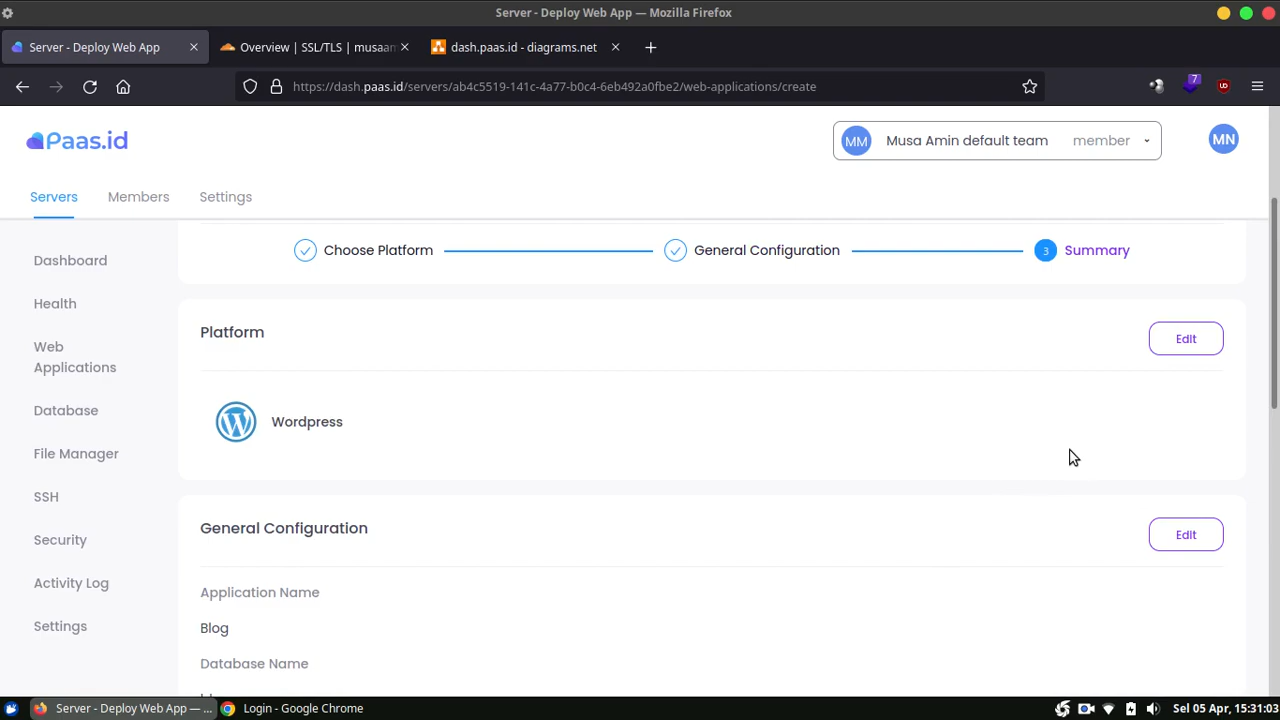 Server - Deploy Web App — Mozilla Firefox
Server - Deploy Web App
Overview | SSL/TLS | musaam
dash.paas.id - diagrams.net
https://dash.paas.id/servers/ab4c5519-141c-4a77-b0c4-6eb492a0fbe2/web-applications/create
7
Paas.id
MM Musa Amin default team member
MN
Servers Members Settings
Dashboard
Health
Web
Applications
Database
File Manager
SSH
Security
Activity Log
Settings
Choose Platform
General Configuration
3 Summary
Platform
Edit
Wordpress
General Configuration
Edit
Application Name
Blog
Database Name
Server - Deploy Web App — ...
Login - Google Chrome
Sel 05 Apr, 15:31:03